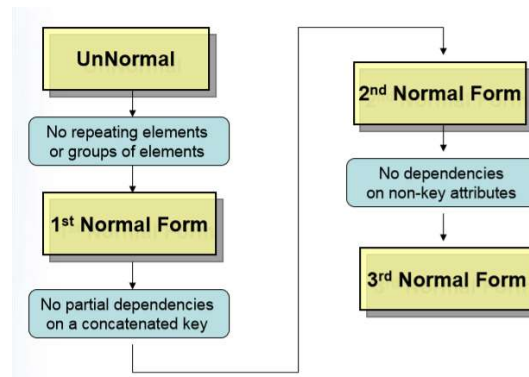 UnNormal
No repeating elements
or groups of elements
1st Normal Form
No partial dependencies
on a concatenated key
2nd Normal Form
No dependencies
on non-key attributes
3rd Normal Form